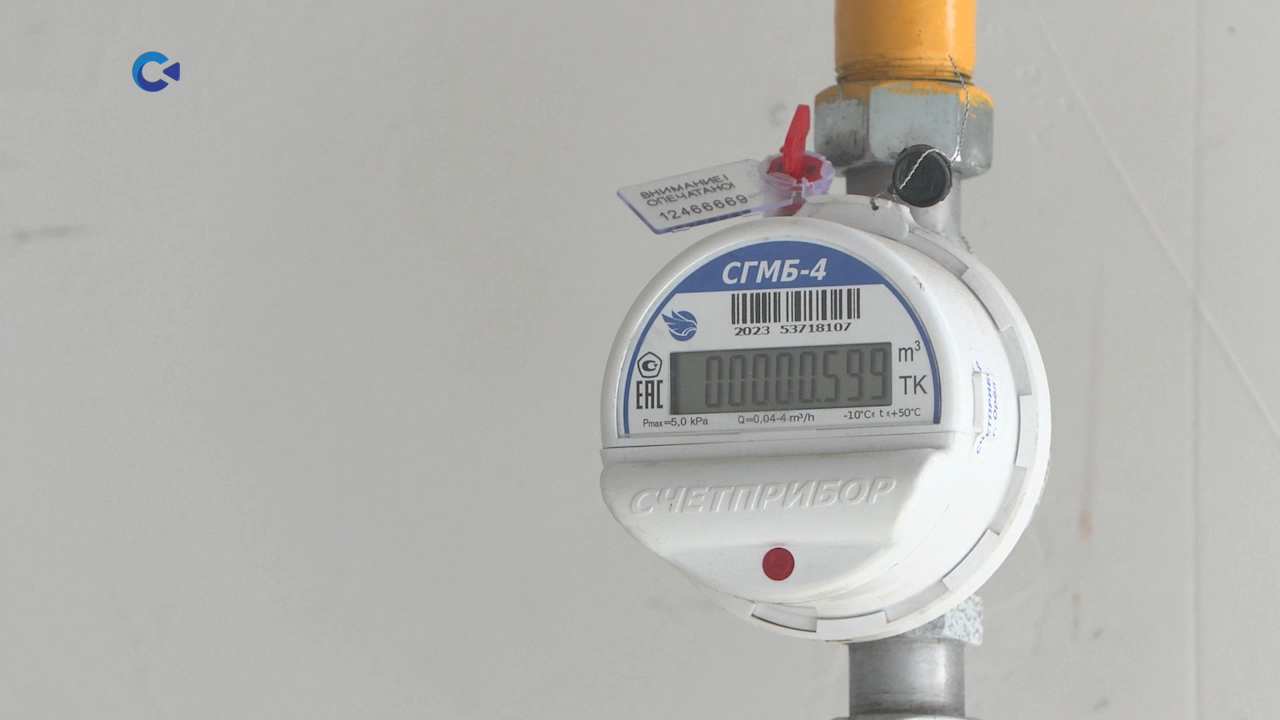 ВНИМАНИЕ!
ОПЕЧАТАНО!
12466669
СГМБ-4
2023 53718107
00000.599
m³
TK
EAC
Pmax=5,0 kPa
Q=0,04-4 m³/h
-10°C≤ t ≤+50°C
СЧЕТПРИБОР